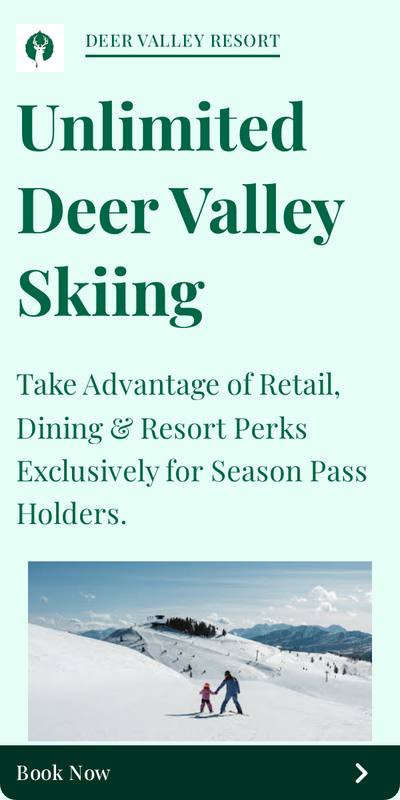 DEER VALLEY RESORT
Unlimited
Deer Valley
Skiing
Take Advantage of Retail,
Dining & Resort Perks
Exclusively for Season Pass
Holders.
Book Now